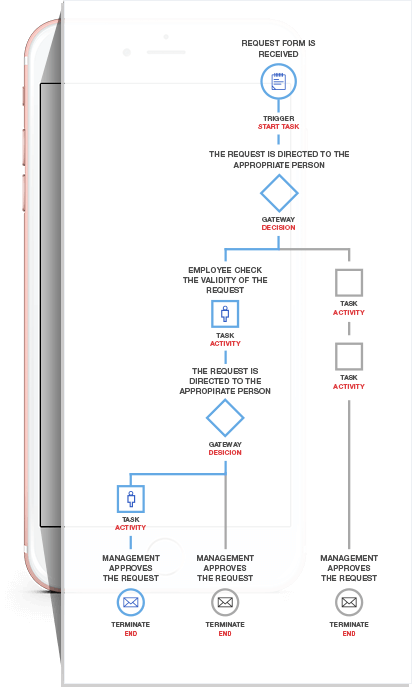 REQUEST FORM IS
RECEIVED
TRIGGER
START TASK
THE REQUEST IS DIRECTED TO THE
APPROPRIATE PERSON
GATEWAY
DECISION
EMPLOYEE CHECK
THE VALIDITY OF THE
REQUEST
TASK
ACTIVITY
TASK
ACTIVITY
THE REQUEST IS
DIRECTED TO THE
APPROPIRATE PERSON
TASK
ACTIVITY
GATEWAY
DESICION
TASK
ACTIVITY
MANAGEMENT
APPROVES
THE REQUEST
MANAGEMENT
APPROVES
THE REQUEST
MANAGEMENT
APPROVES
THE REQUEST
TERMINATE
END
TERMINATE
END
TERMINATE
END